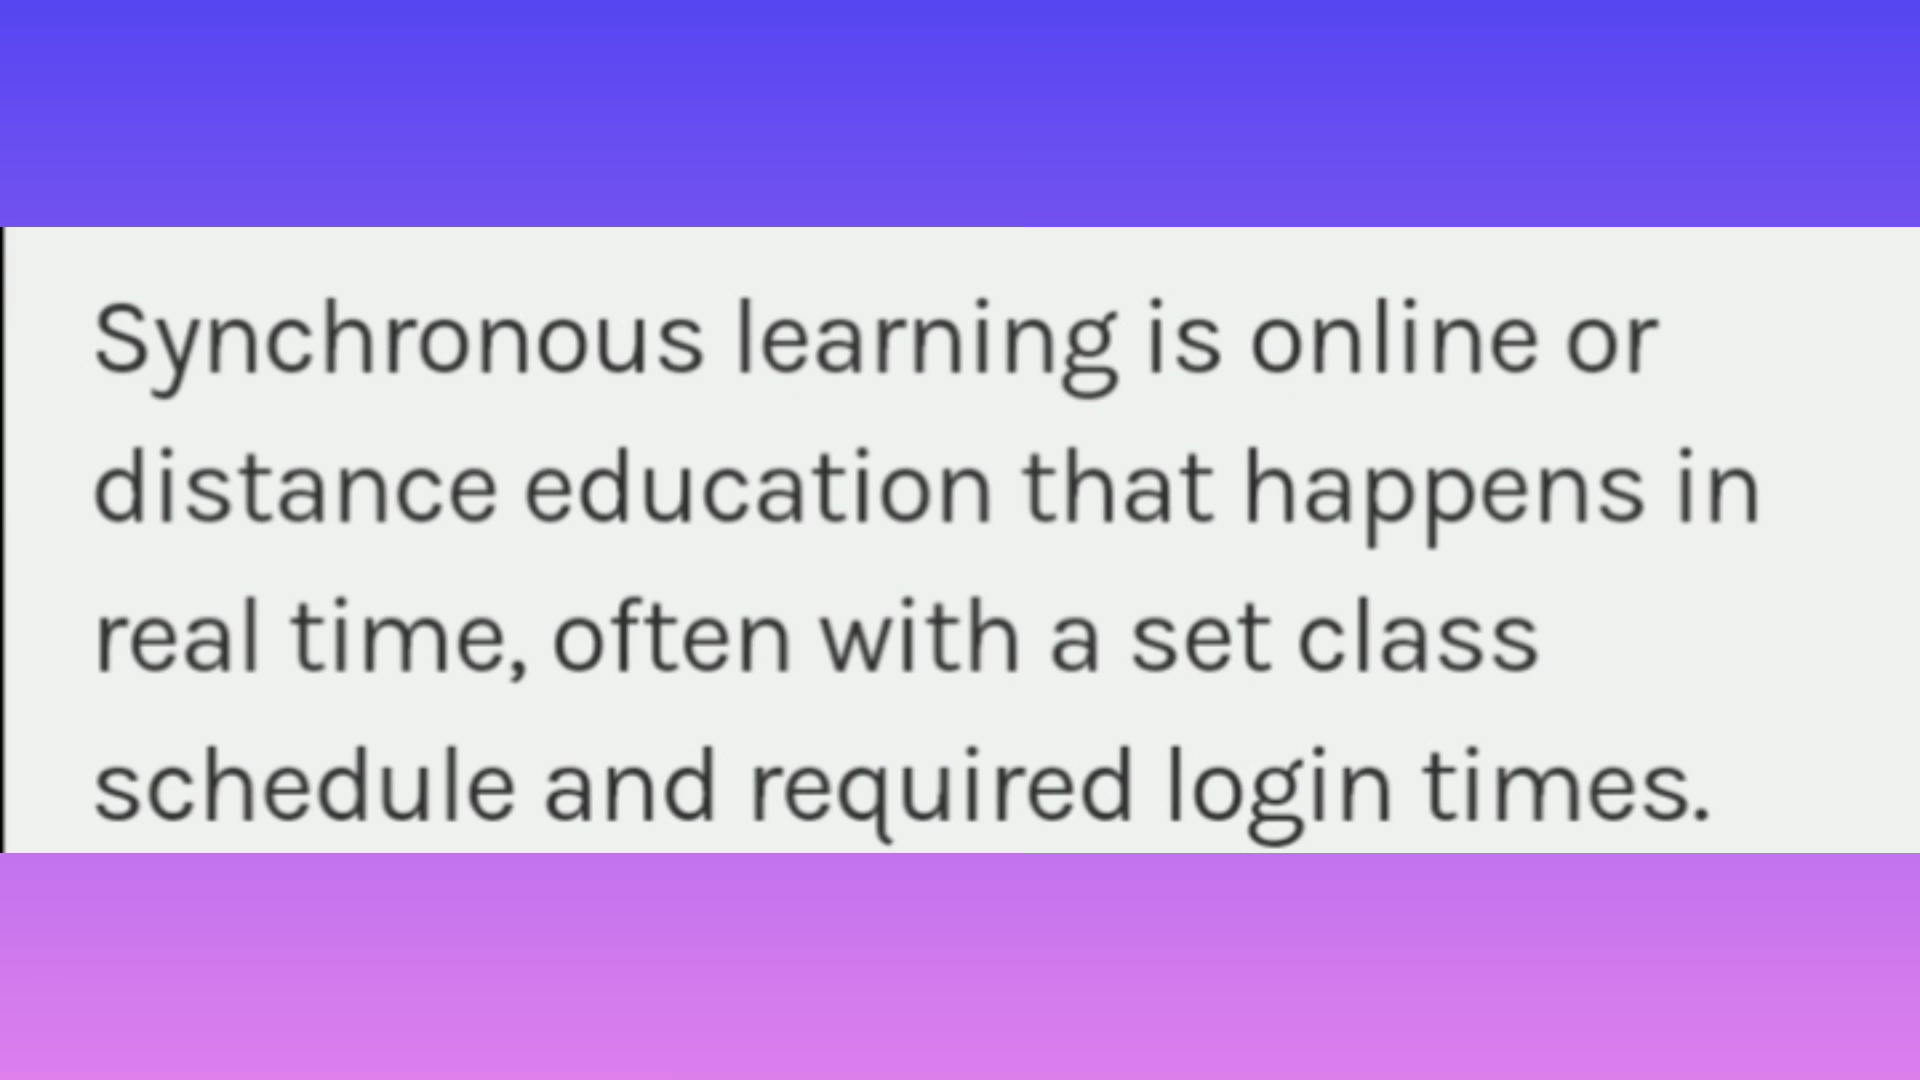 Synchronous learning is online or
distance education that happens in
real time, often with a set class
schedule and required login times.